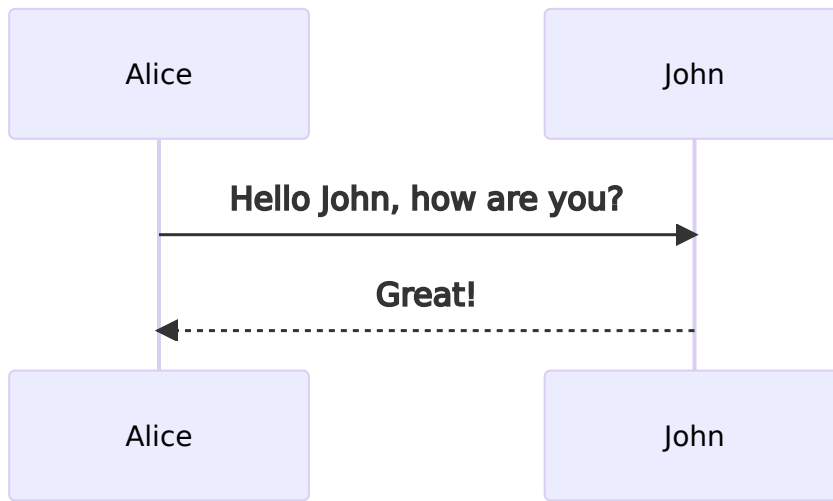 Alice
John
Hello John, how are you?
Great!
Alice
John